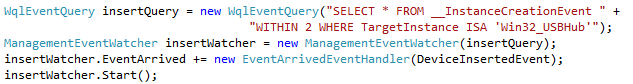 WqlEventQuery insertQuery = new WqlEventQuery("SELECT * FROM __InstanceCreationEvent " +
"WITHIN 2 WHERE TargetInstance ISA 'Win32_USBHub'");
ManagementEventWatcher insertWatcher = new ManagementEventWatcher(insertQuery);
insertWatcher.EventArrived += new EventArrivedEventHandler(DeviceInsertedEvent);
insertWatcher.Start();